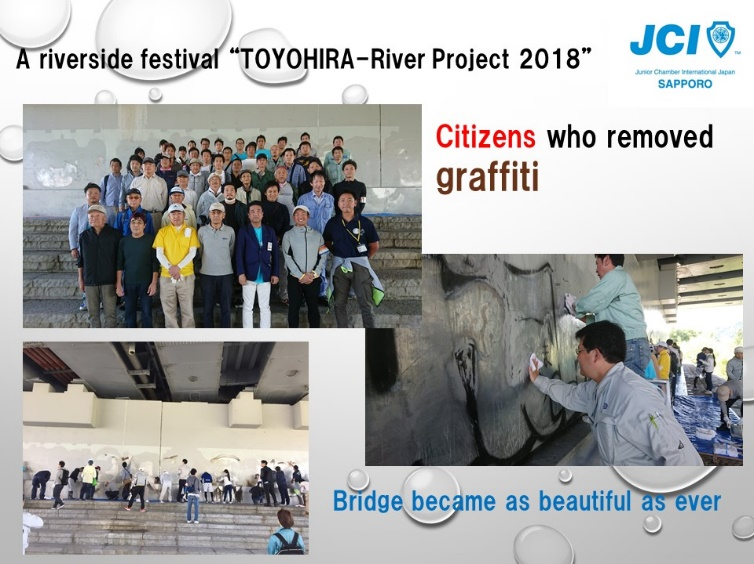 A riverside festival “TOYOHIRA-River Project 2018”
JCI
TM
Junior Chamber International Japan
SAPPORO
Citizens who removed
graffiti
Bridge became as beautiful as ever